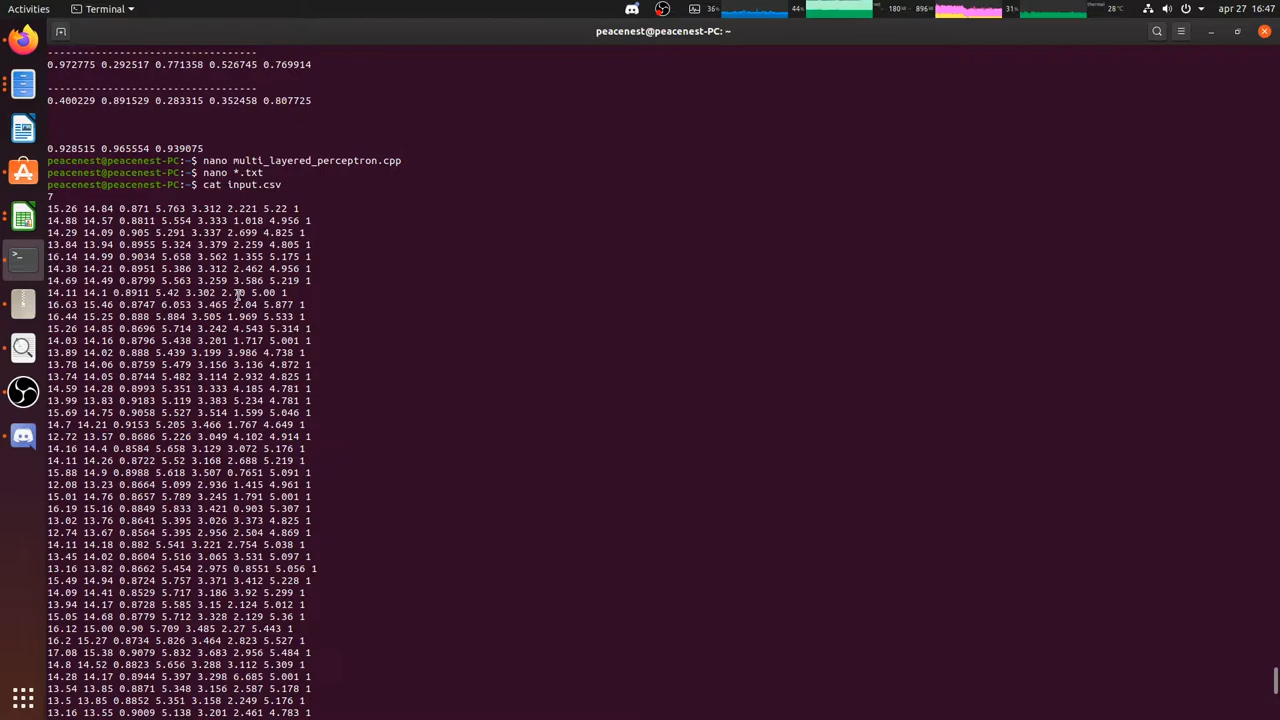 Activities
Terminal
36%
44%
180W
896W
31%
thermal
28℃
apr 27 16:47
peacenest@peacenest-PC: ~
-----------------------------------
0.972775 0.292517 0.771358 0.526745 0.769914
-----------------------------------
0.400229 0.891529 0.283315 0.352458 0.807725
0.928515 0.965554 0.939075
peacenest@peacenest-PC:~$ nano multi_layered_perceptron.cpp
peacenest@peacenest-PC:~$ nano *.txt
peacenest@peacenest-PC:~$ cat input.csv
7
15.26 14.84 0.871 5.763 3.312 2.221 5.22 1
14.88 14.57 0.8811 5.554 3.333 1.018 4.956 1
14.29 14.09 0.905 5.291 3.337 2.699 4.825 1
13.84 13.94 0.8955 5.324 3.379 2.259 4.805 1
16.14 14.99 0.9034 5.658 3.562 1.355 5.175 1
14.38 14.21 0.8951 5.386 3.312 2.462 4.956 1
14.69 14.49 0.8799 5.563 3.259 3.586 5.219 1
14.11 14.1 0.8911 5.42 3.302 2.70 5.00 1
16.63 15.46 0.8747 6.053 3.465 2.04 5.877 1
16.44 15.25 0.888 5.884 3.505 1.969 5.533 1
15.26 14.85 0.8696 5.714 3.242 4.543 5.314 1
14.03 14.16 0.8796 5.438 3.201 1.717 5.001 1
13.89 14.02 0.888 5.439 3.199 3.986 4.738 1
13.78 14.06 0.8759 5.479 3.156 3.136 4.872 1
13.74 14.05 0.8744 5.482 3.114 2.932 4.825 1
14.59 14.28 0.8993 5.351 3.333 4.185 4.781 1
13.99 13.83 0.9183 5.119 3.383 5.234 4.781 1
15.69 14.75 0.9058 5.527 3.514 1.599 5.046 1
14.7 14.21 0.9153 5.205 3.466 1.767 4.649 1
12.72 13.57 0.8686 5.226 3.049 4.102 4.914 1
14.16 14.4 0.8584 5.658 3.129 3.072 5.176 1
14.11 14.26 0.8722 5.52 3.168 2.688 5.219 1
15.88 14.9 0.8988 5.618 3.507 0.7651 5.091 1
12.08 13.23 0.8664 5.099 2.936 1.415 4.961 1
15.01 14.76 0.8657 5.789 3.245 1.791 5.001 1
16.19 15.16 0.8849 5.833 3.421 0.903 5.307 1
13.02 13.76 0.8641 5.395 3.026 3.373 4.825 1
12.74 13.67 0.8564 5.395 2.956 2.504 4.869 1
14.11 14.18 0.882 5.541 3.221 2.754 5.038 1
13.45 14.02 0.8604 5.516 3.065 3.531 5.097 1
13.16 13.82 0.8662 5.454 2.975 0.8551 5.056 1
15.49 14.94 0.8724 5.757 3.371 3.412 5.228 1
14.09 14.41 0.8529 5.717 3.186 3.92 5.299 1
13.94 14.17 0.8728 5.585 3.15 2.124 5.012 1
15.05 14.68 0.8779 5.712 3.328 2.129 5.36 1
16.12 15.00 0.90 5.709 3.485 2.27 5.443 1
16.2 15.27 0.8734 5.826 3.464 2.823 5.527 1
17.08 15.38 0.9079 5.832 3.683 2.956 5.484 1
14.8 14.52 0.8823 5.656 3.288 3.112 5.309 1
14.28 14.17 0.8944 5.397 3.298 6.685 5.001 1
13.54 13.85 0.8871 5.348 3.156 2.587 5.178 1
13.5 13.85 0.8852 5.351 3.158 2.249 5.176 1
13.16 13.55 0.9009 5.138 3.201 2.461 4.783 1